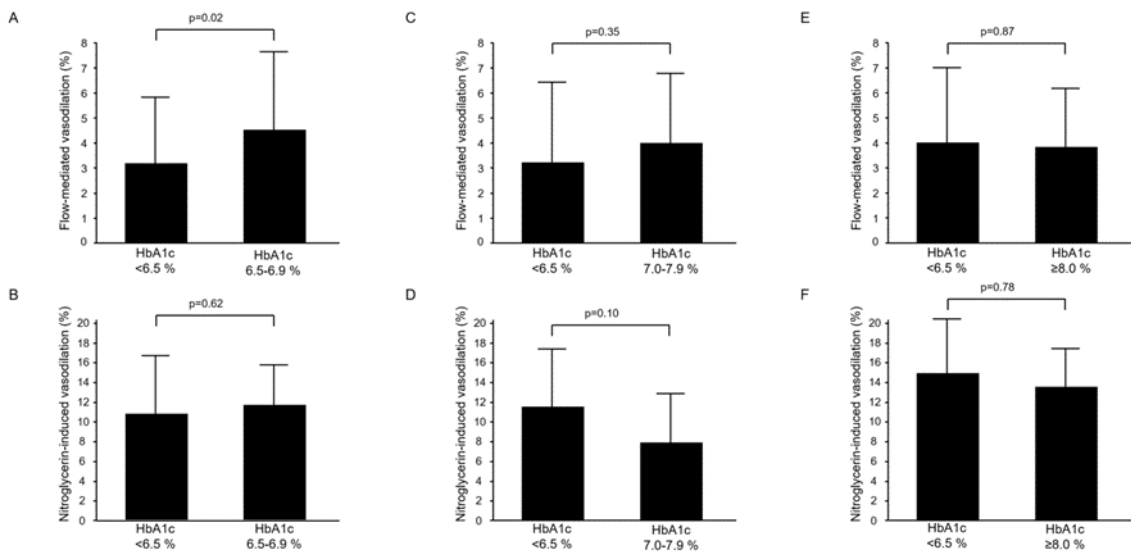 A
p=0.02
Flow-mediated vasodilation (%)
8
7
6
5
4
3
2
1
0
HbA1c
<6.5 %
HbA1c
6.5-6.9 %
C
p=0.35
Flow-mediated vasodilation (%)
8
7
6
5
4
3
2
1
0
HbA1c
<6.5 %
HbA1c
7.0-7.9 %
E
p=0.87
Flow-mediated vasodilation (%)
8
7
6
5
4
3
2
1
0
HbA1c
<6.5 %
HbA1c
≥8.0 %
B
p=0.62
Nitroglycerin-induced vasodilation (%)
20
18
16
14
12
10
8
6
4
2
0
HbA1c
<6.5 %
HbA1c
6.5-6.9 %
D
p=0.10
Nitroglycerin-induced vasodilation (%)
20
18
16
14
12
10
8
6
4
2
0
HbA1c
<6.5 %
HbA1c
7.0-7.9 %
F
p=0.78
Nitroglycerin-induced vasodilation (%)
20
18
16
14
12
10
8
6
4
2
0
HbA1c
<6.5 %
HbA1c
≥8.0 %